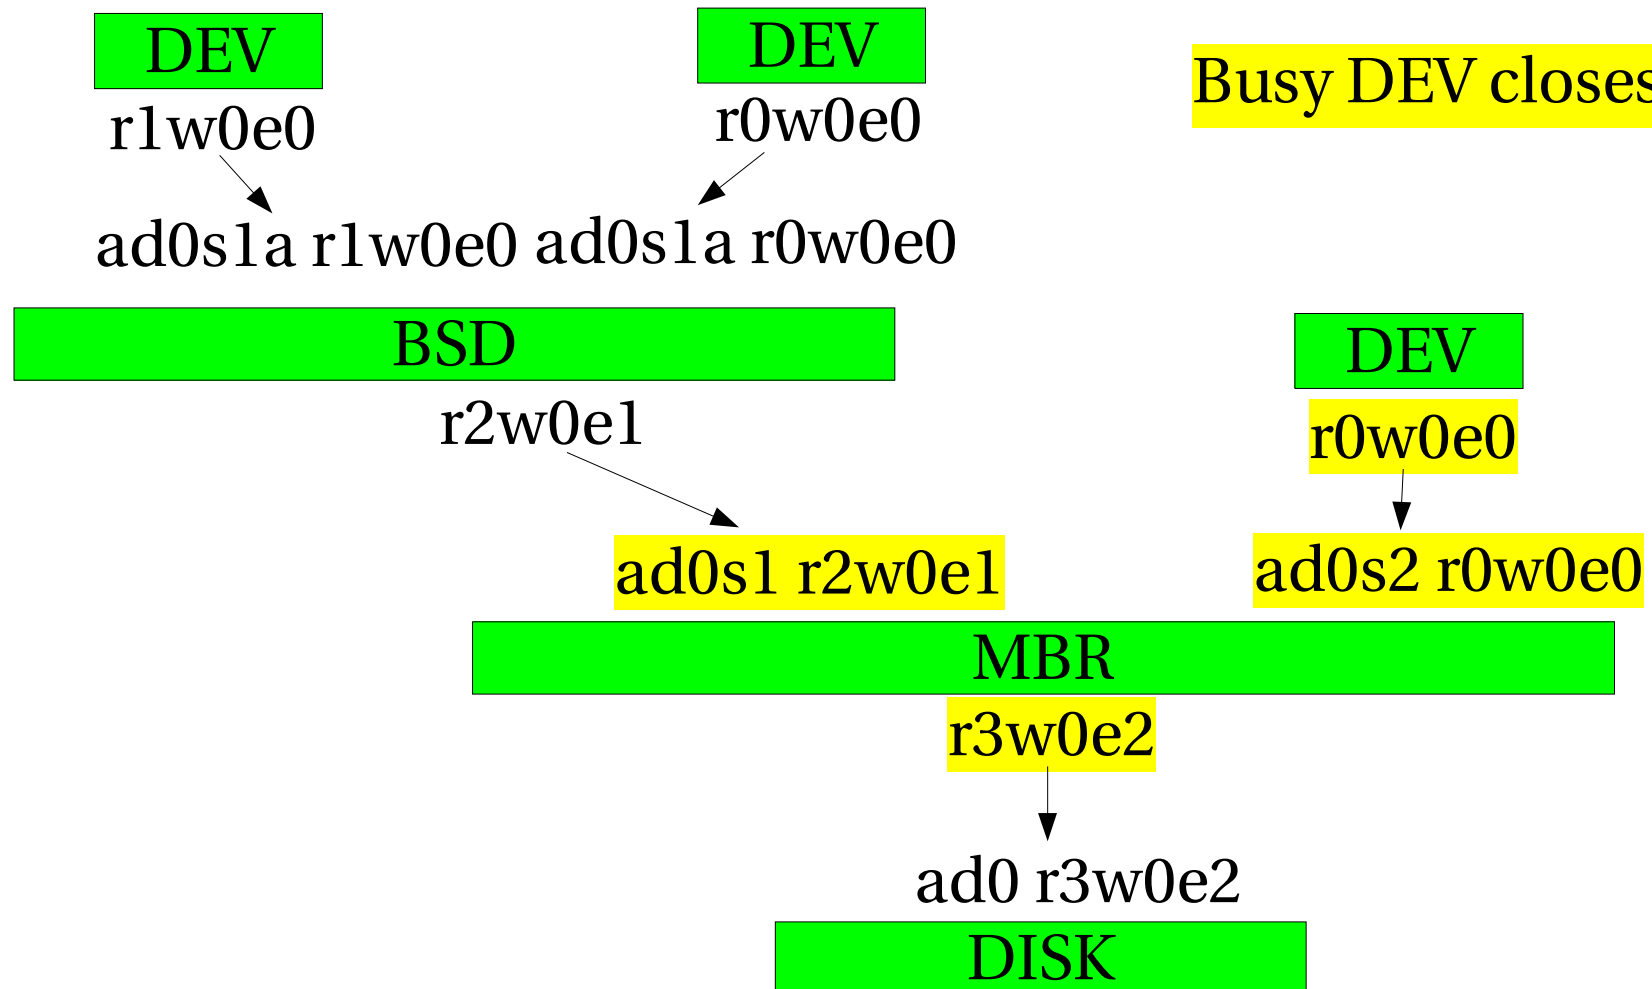 DEV
DEV
Busy DEV closes
r1w0e0
r0w0e0
ad0s1a r1w0e0
ad0s1a r0w0e0
BSD
DEV
r2w0e1
r0w0e0
ad0s1 r2w0e1
ad0s2 r0w0e0
MBR
r3w0e2
ad0 r3w0e2
DISK